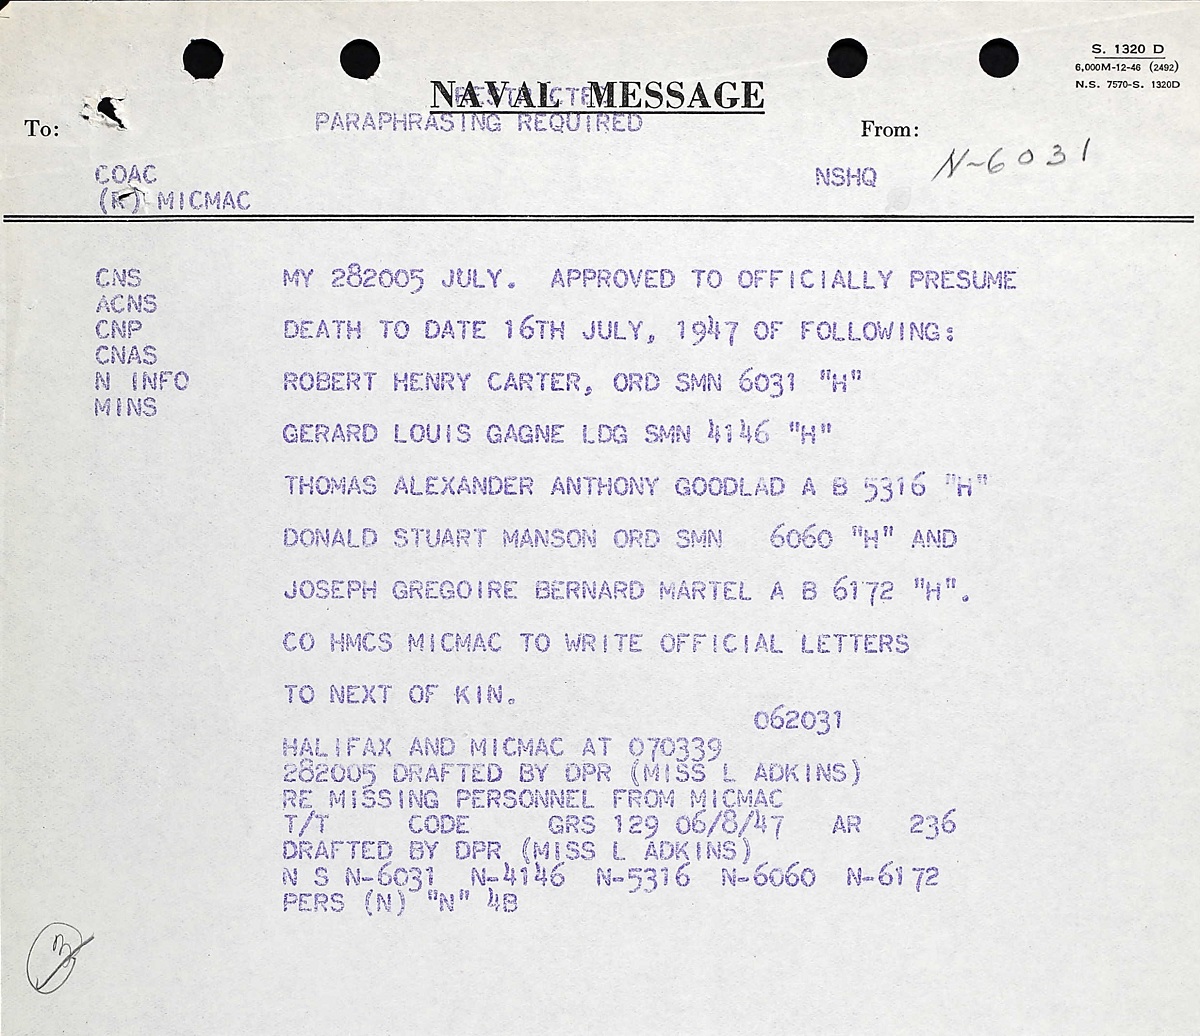 S. 1320 D
6,000M-12-46 (2492)
N.S. 7570-S. 1320D
NAVAL MESSAGE
RESTRICTED
PARAPHRASING REQUIRED
To:
From:
COAC
NSHQ
N-6031
(R) MICMAC
CNS
ACNS
CNP
CNAS
N INFO
MINS
MY 282005 JULY. APPROVED TO OFFICIALLY PRESUME
DEATH TO DATE 16TH JULY, 1947 OF FOLLOWING:
ROBERT HENRY CARTER, ORD SMN 6031 "H"
GERARD LOUIS GAGNE LDG SMN 4146 "H"
THOMAS ALEXANDER ANTHONY GOODLAD A B 5316 "H"
DONALD STUART MANSON ORD SMN 6060 "H" AND
JOSEPH GREGOIRE BERNARD MARTEL A B 6172 "H".
CO HMCS MICMAC TO WRITE OFFICIAL LETTERS
TO NEXT OF KIN.
062031
HALIFAX AND MICMAC AT 070339
282005 DRAFTED BY DPR (MISS L ADKINS)
RE MISSING PERSONNEL FROM MICMAC
T/T CODE GRS 129 06/8/47 AR 236
DRAFTED BY DPR (MISS L ADKINS)
N S N-6031 N-4146 N-5316 N-6060 N-6172
PERS (N) "N" 4B